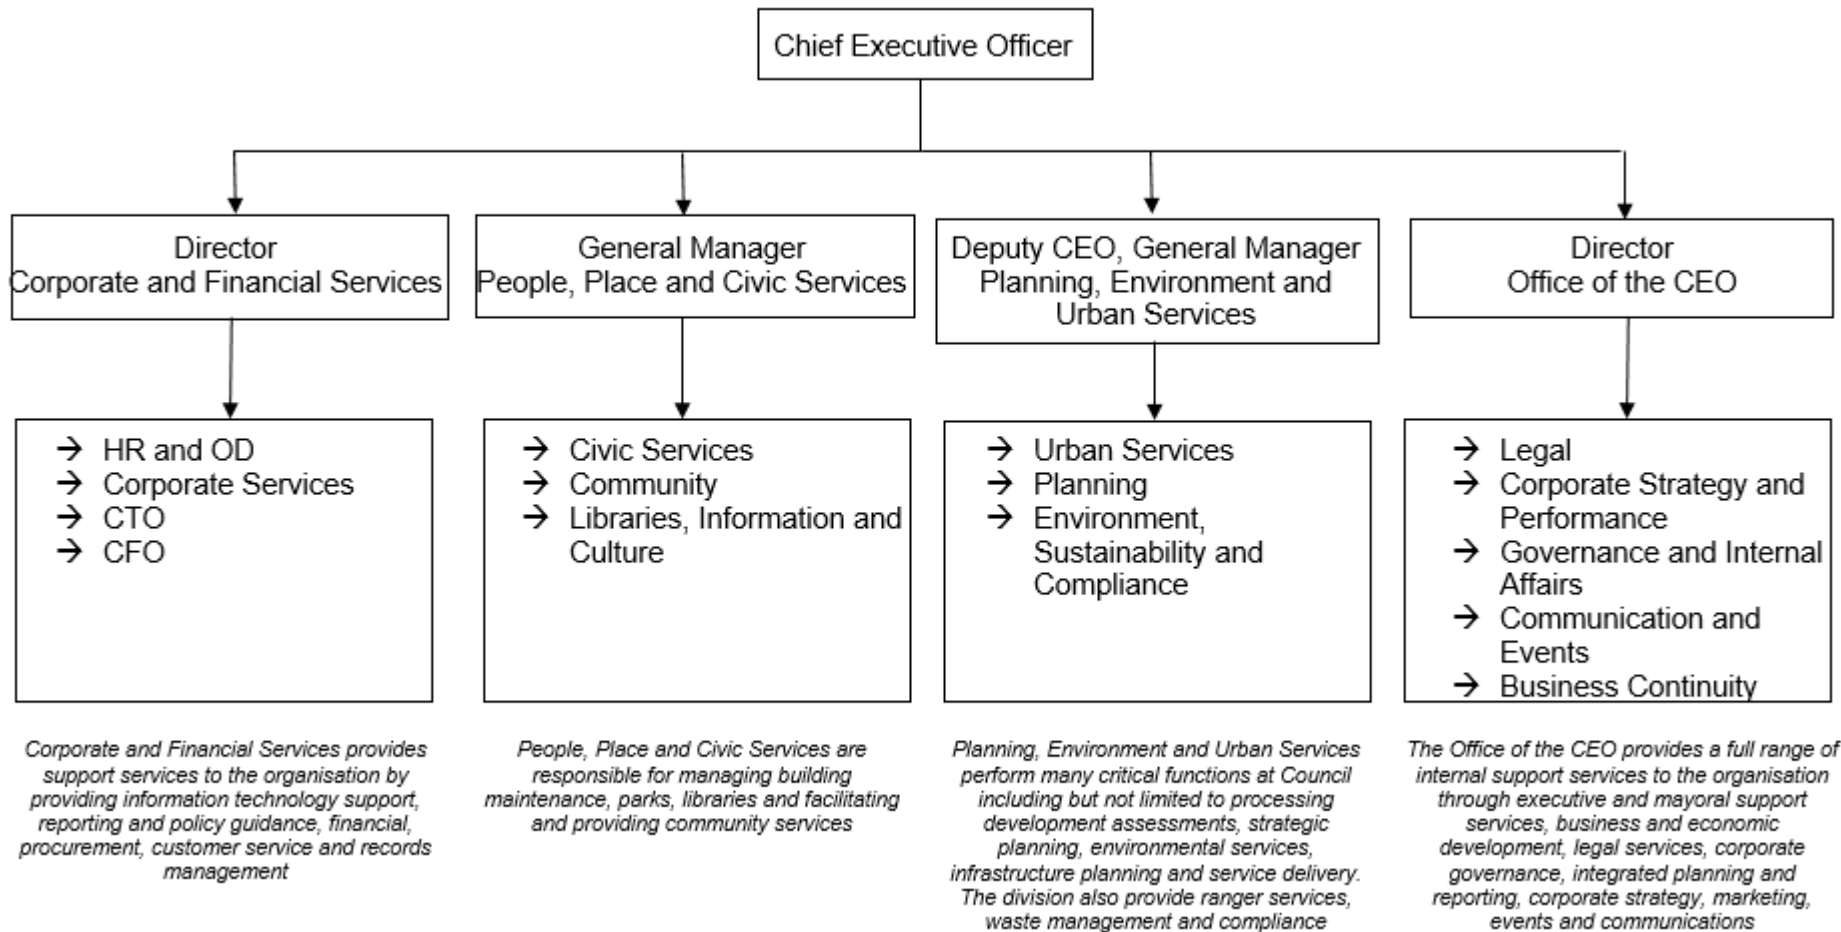 Chief Executive Officer
Director
Corporate and Financial Services
General Manager
People, Place and Civic Services
Deputy CEO, General Manager
Planning, Environment and
Urban Services
Director
Office of the CEO
→ HR and OD
→ Corporate Services
→ CTO
→ CFO
→ Civic Services
→ Community
→ Libraries, Information and
Culture
→ Urban Services
→ Planning
→ Environment,
Sustainability and
Compliance
→ Legal
→ Corporate Strategy and
Performance
→ Governance and Internal
Affairs
→ Communication and
Events
→ Business Continuity
Corporate and Financial Services provides
support services to the organisation by
providing information technology support,
reporting and policy guidance, financial,
procurement, customer service and records
management
People, Place and Civic Services are
responsible for managing building
maintenance, parks, libraries and facilitating
and providing community services
Planning, Environment and Urban Services
perform many critical functions at Council
including but not limited to processing
development assessments, strategic
planning, environmental services,
infrastructure planning and service delivery.
The division also provide ranger services,
waste management and compliance
The Office of the CEO provides a full range of
internal support services to the organisation
through executive and mayoral support
services, business and economic
development, legal services, corporate
governance, integrated planning and
reporting, corporate strategy, marketing,
events and communications